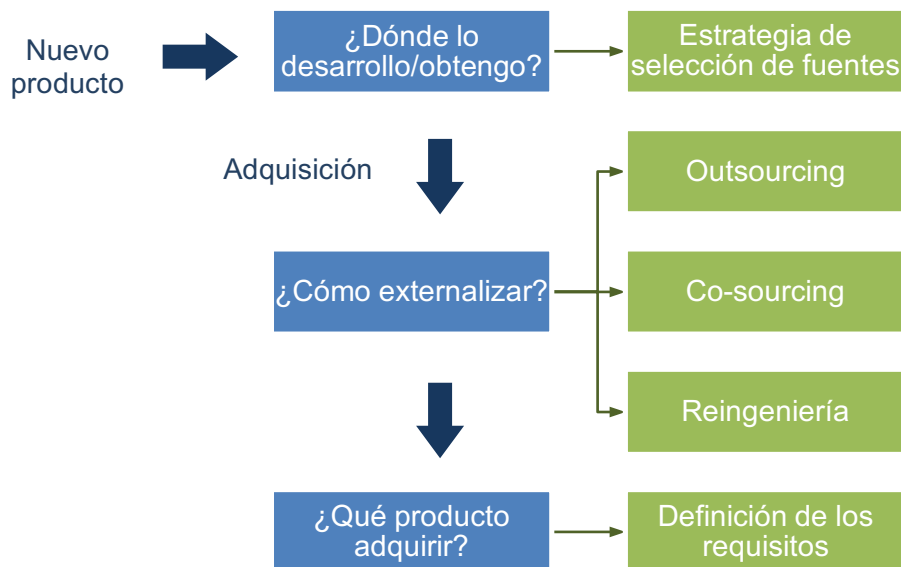 Nuevo
producto
¿Dónde lo
desarrollo/obtengo?
Estrategia de
selección de fuentes
Adquisición
Outsourcing
¿Cómo externalizar?
Co-sourcing
Reingeniería
¿Qué producto
adquirir?
Definición de los
requisitos